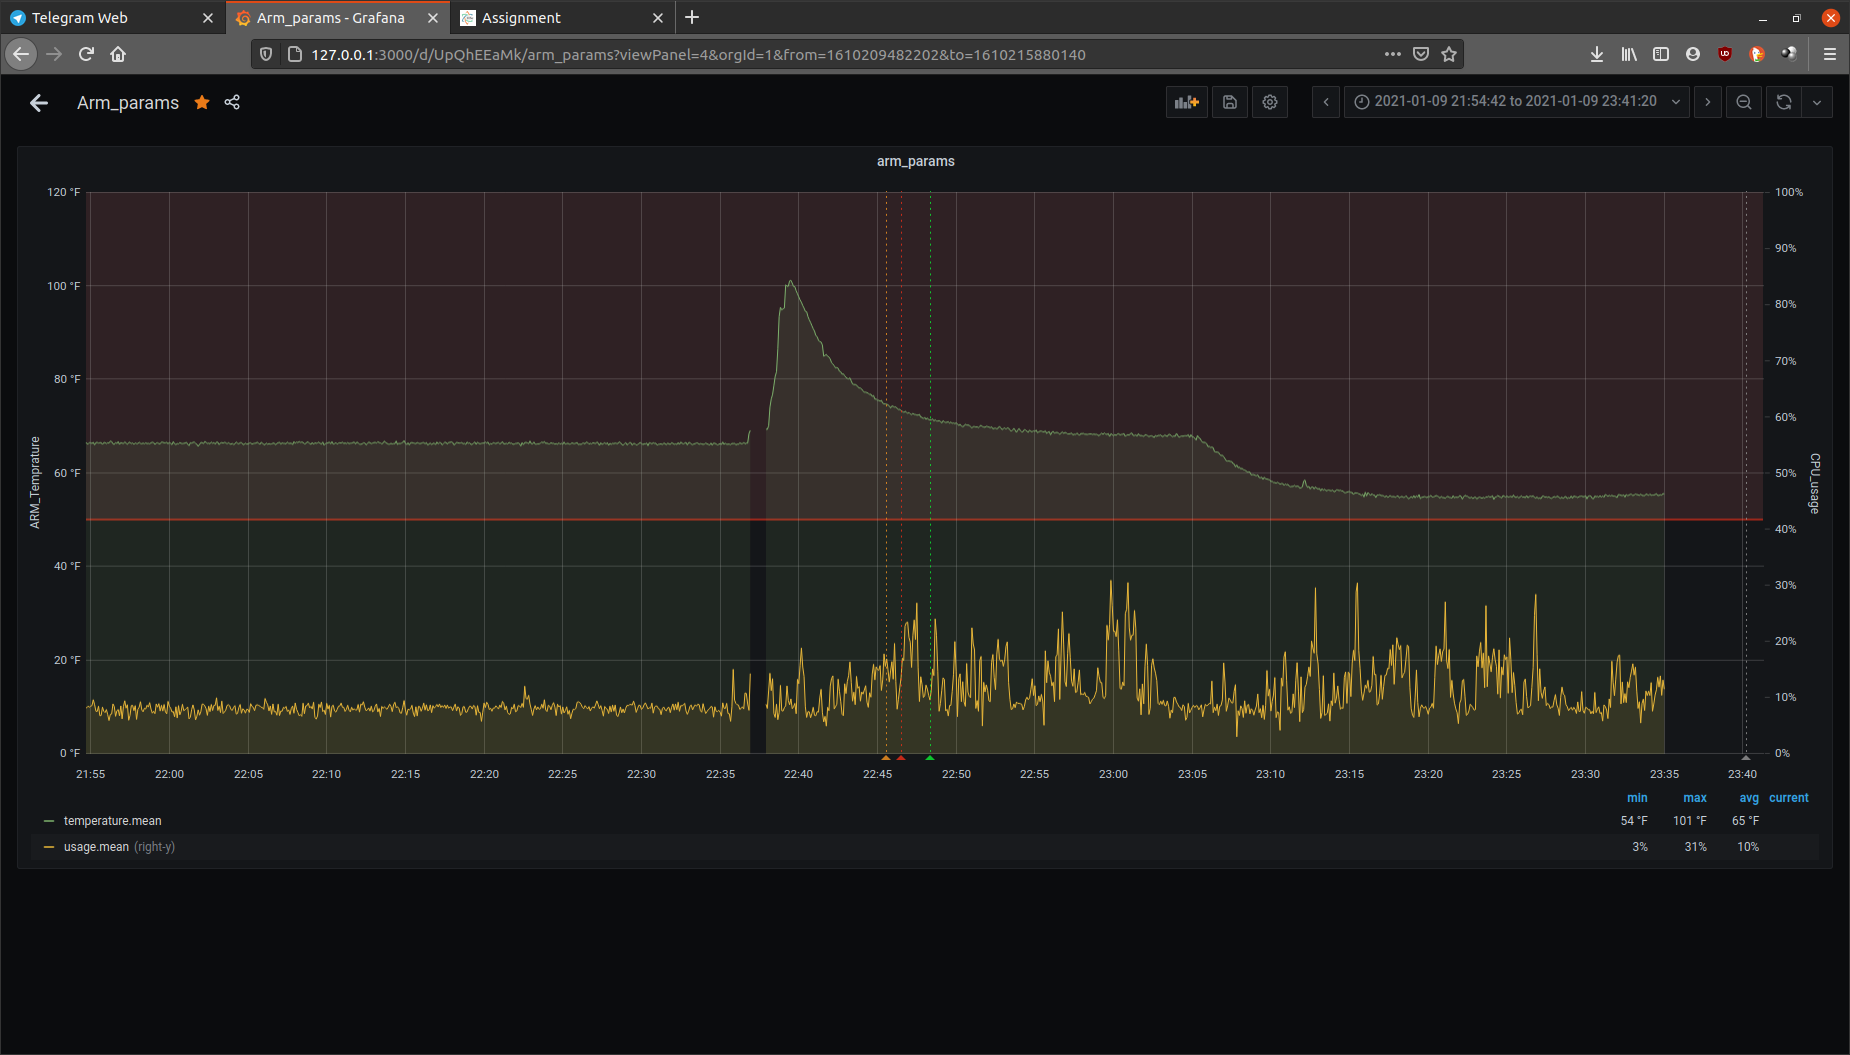 Telegram Web
Arm_params - Grafana
Assignment
127.0.0.1:3000/d/UpQhEEaMk/arm_params?viewPanel=4&orgId=1&from=1610209482202&to=1610215880140
Arm_params
2021-01-09 21:54:42 to 2021-01-09 23:41:20
arm_params
120 °F
100 °F
80 °F
60 °F
40 °F
20 °F
0 °F
ARM_Temprature
100%
90%
80%
70%
60%
50%
40%
30%
20%
10%
0%
CPU_usage
21:55 22:00 22:05 22:10 22:15 22:20 22:25 22:30 22:35 22:40 22:45 22:50 22:55 23:00 23:05 23:10 23:15 23:20 23:25 23:30 23:35 23:40
min max avg current
temperature.mean 54 °F 101 °F 65 °F
usage.mean (right-y) 3% 31% 10%